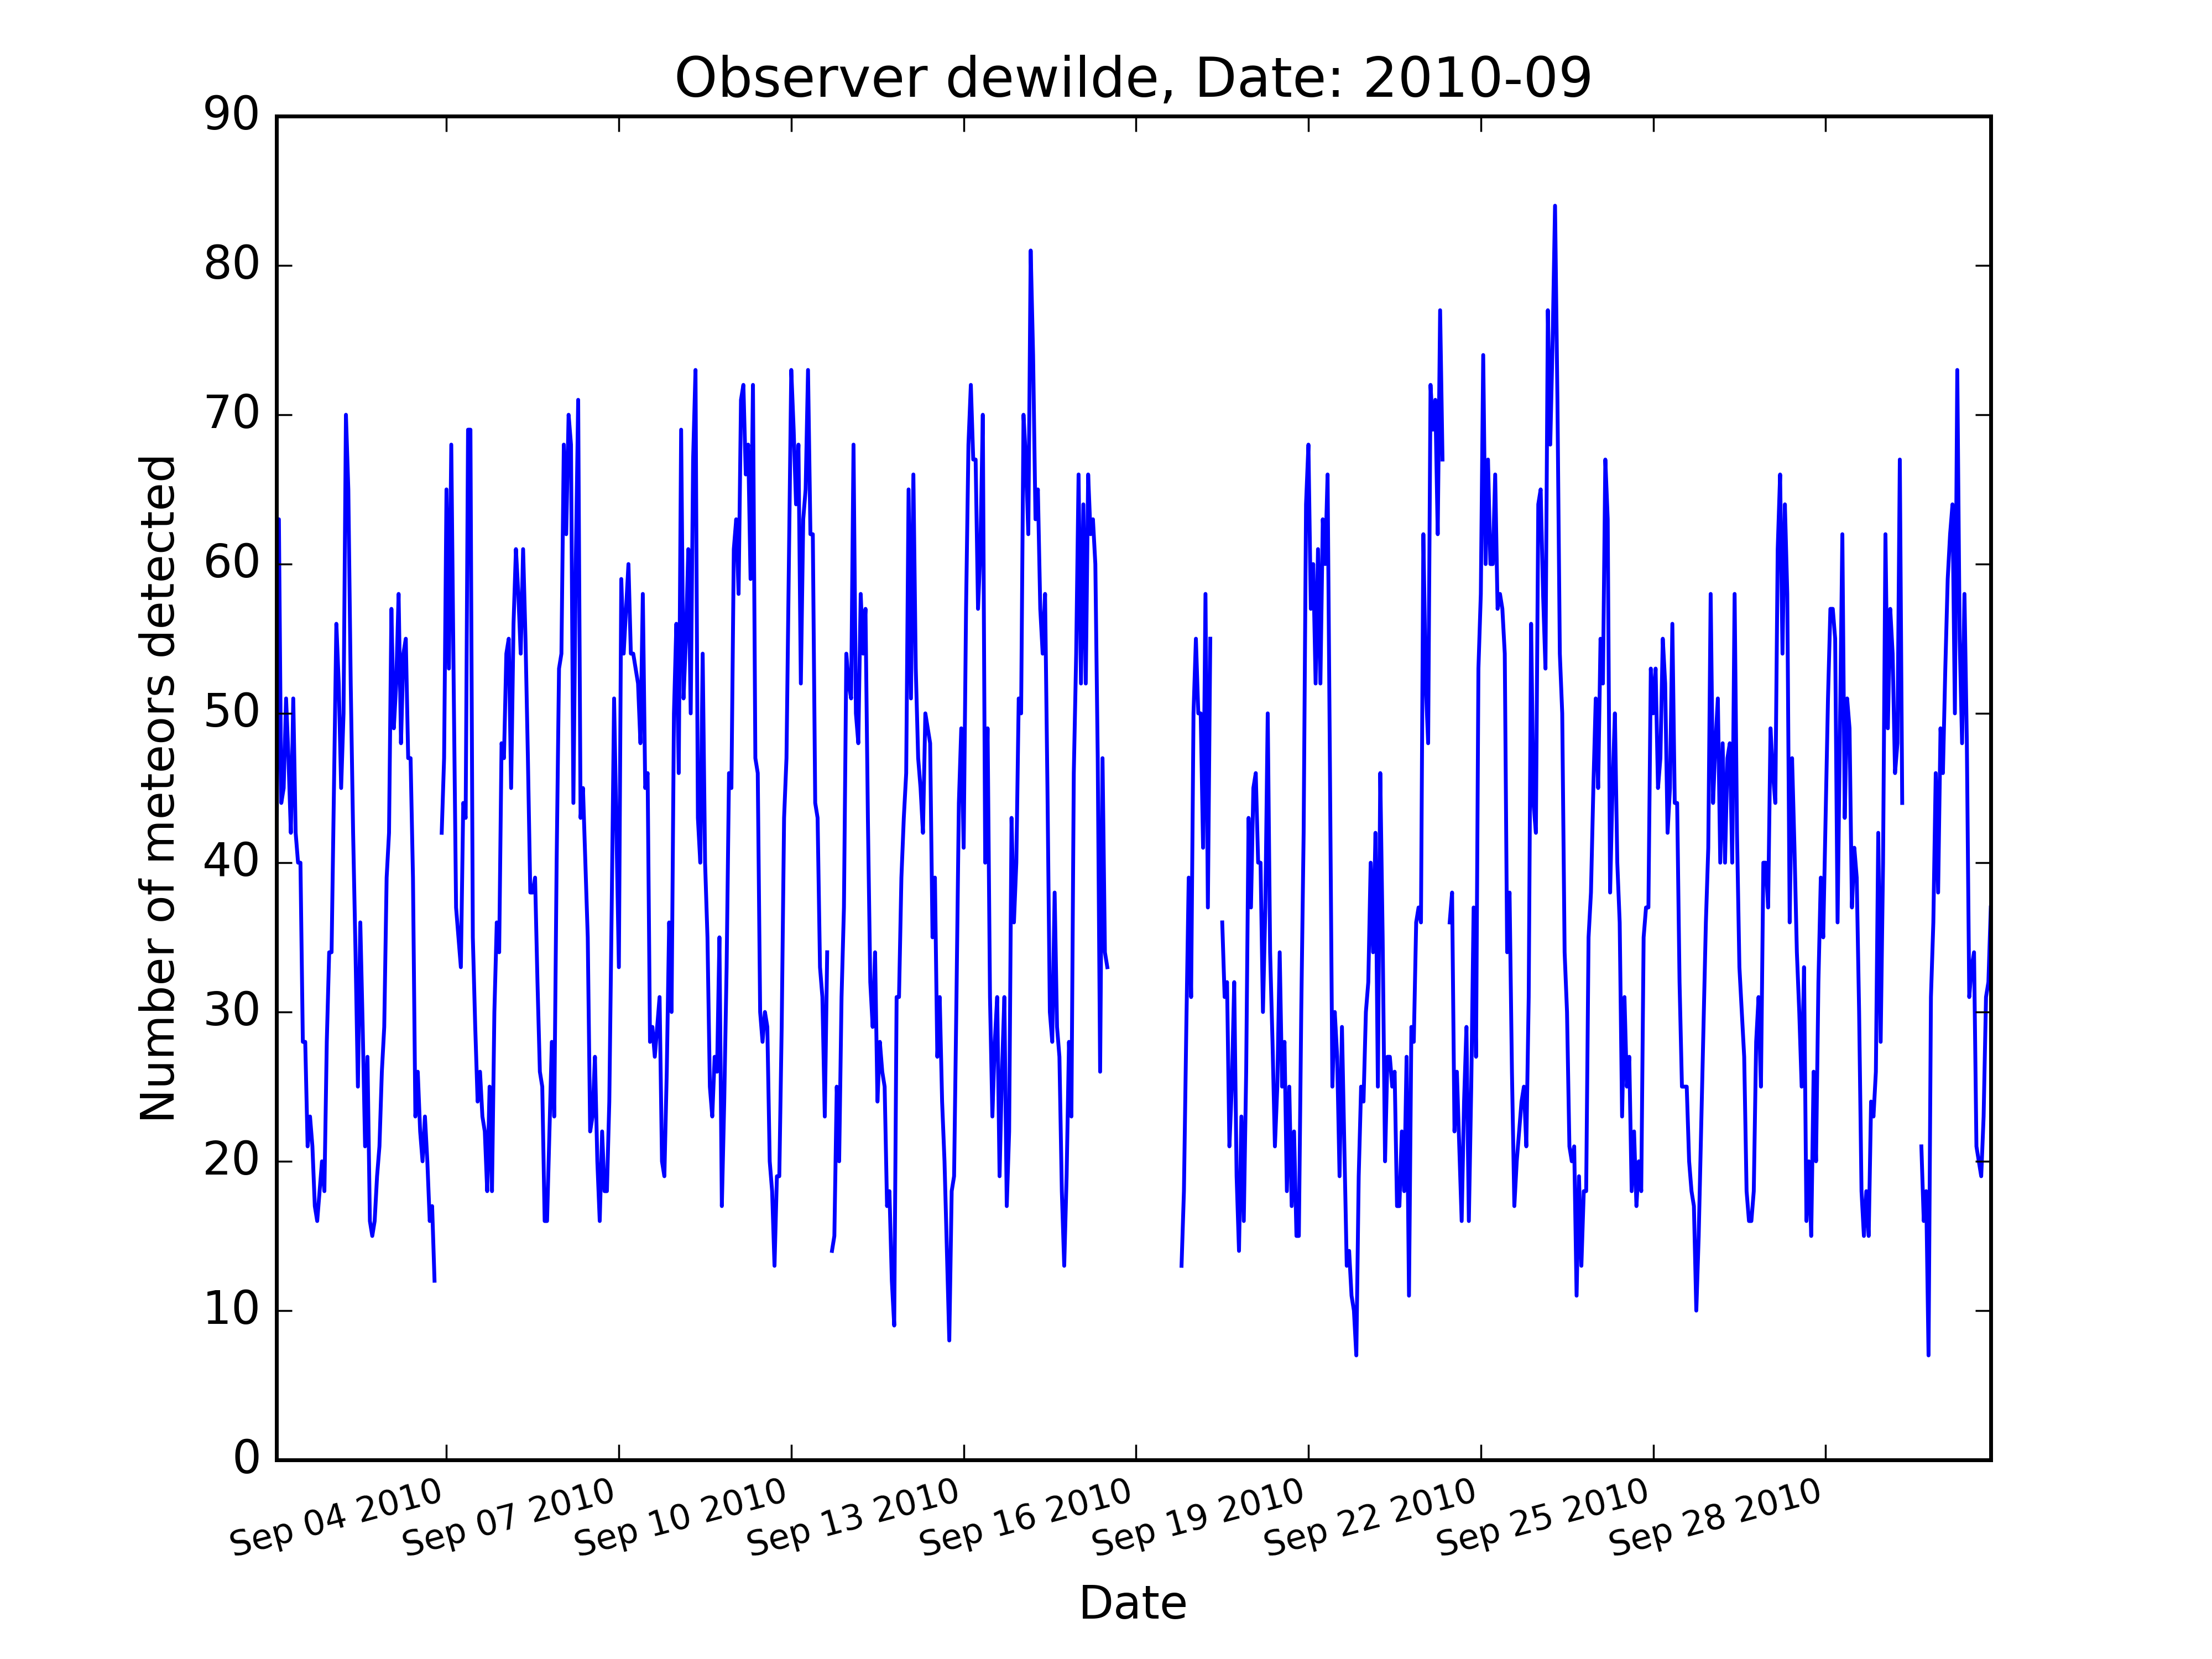 Observer dewilde, Date: 2010-09
90
80
70
60
50
40
30
20
10
0
Number of meteors detected
Sep 04 2010
Sep 07 2010
Sep 10 2010
Sep 13 2010
Sep 16 2010
Sep 19 2010
Sep 22 2010
Sep 25 2010
Sep 28 2010
Date